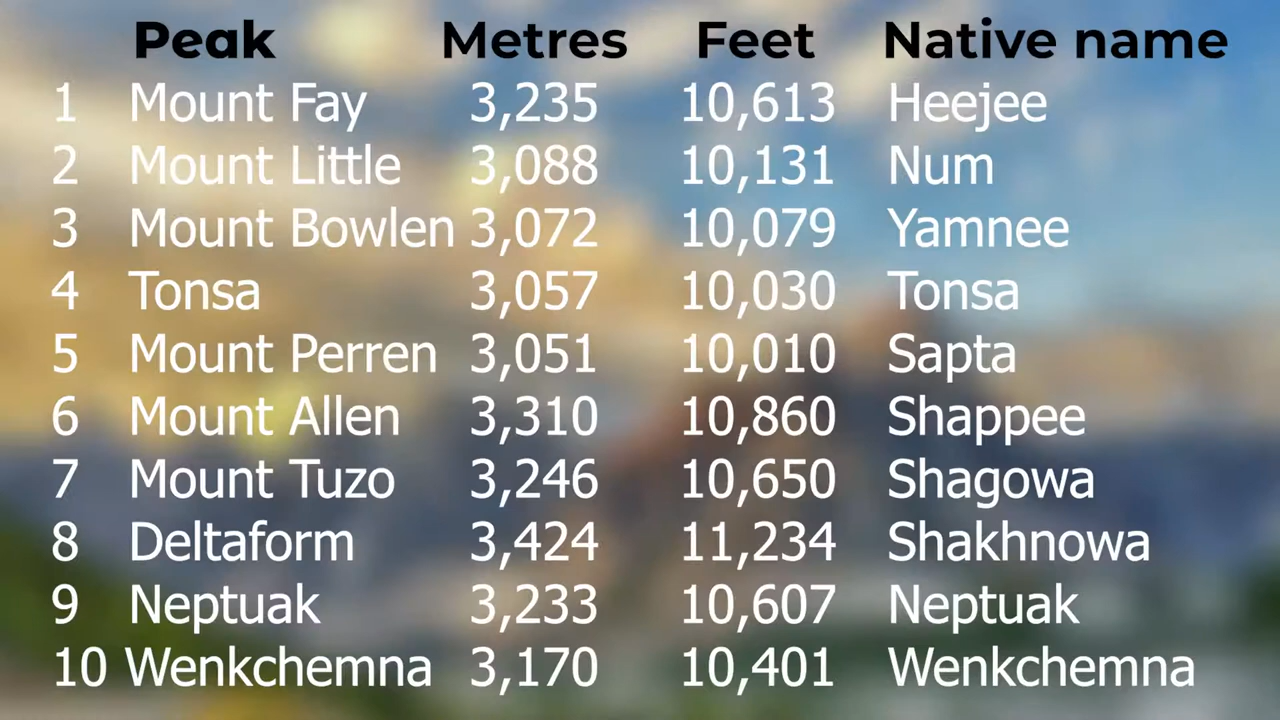 Peak Metres Feet Native name
1 Mount Fay 3,235 10,613 Heejee
2 Mount Little 3,088 10,131 Num
3 Mount Bowlen 3,072 10,079 Yamnee
4 Tonsa 3,057 10,030 Tonsa
5 Mount Perren 3,051 10,010 Sapta
6 Mount Allen 3,310 10,860 Shappee
7 Mount Tuzo 3,246 10,650 Shagowa
8 Deltaform 3,424 11,234 Shakhnowa
9 Neptuak 3,233 10,607 Neptuak
10 Wenkchemna 3,170 10,401 Wenkchemna